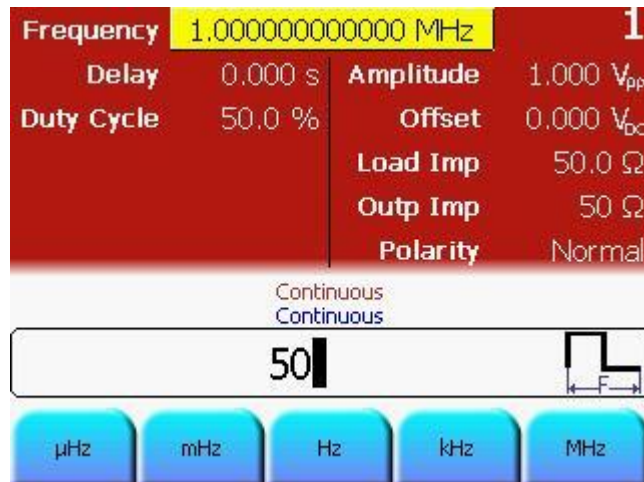 Frequency 1.000000000000 MHz 1
Delay 0.000 s Amplitude 1.000 Vpp
Duty Cycle 50.0 % Offset 0.000 VDC
Load Imp 50.0 Ω
Outp Imp 50 Ω
Polarity Normal
Continuous
Continuous
50
F
µHz mHz Hz kHz MHz